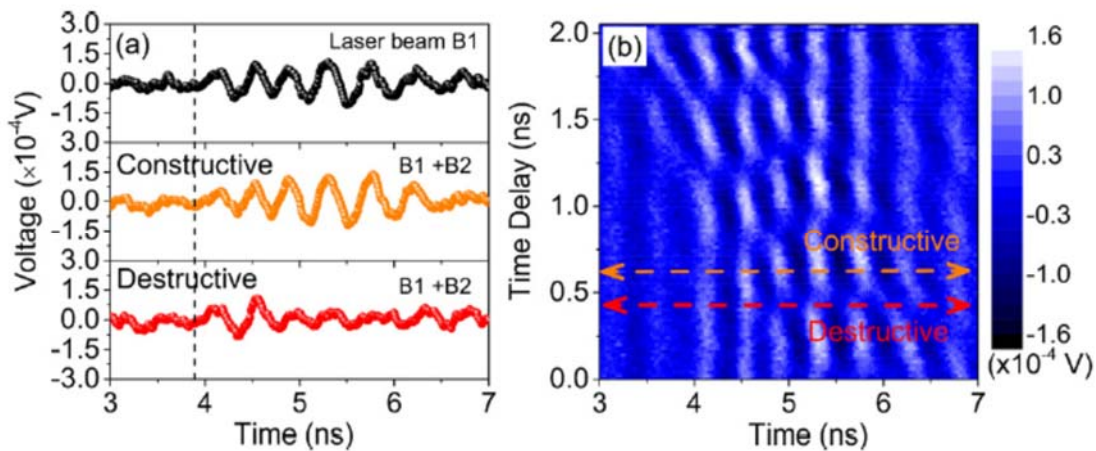 (a)
Laser beam B1
3.0
1.5
0.0
-1.5
3.0
Constructive
B1 +B2
1.5
0.0
-1.5
3.0
Destructive
B1 +B2
1.5
0.0
-1.5
-3.0
Voltage (×10⁻⁴V)
3 4 5 6 7
Time (ns)
(b)
2.0
1.5
1.0
0.5
0.0
Time Delay (ns)
Constructive
Destructive
3 4 5 6 7
Time (ns)
1.6
1.0
0.3
-0.3
-1.0
-1.6
(x10⁻⁴ V)